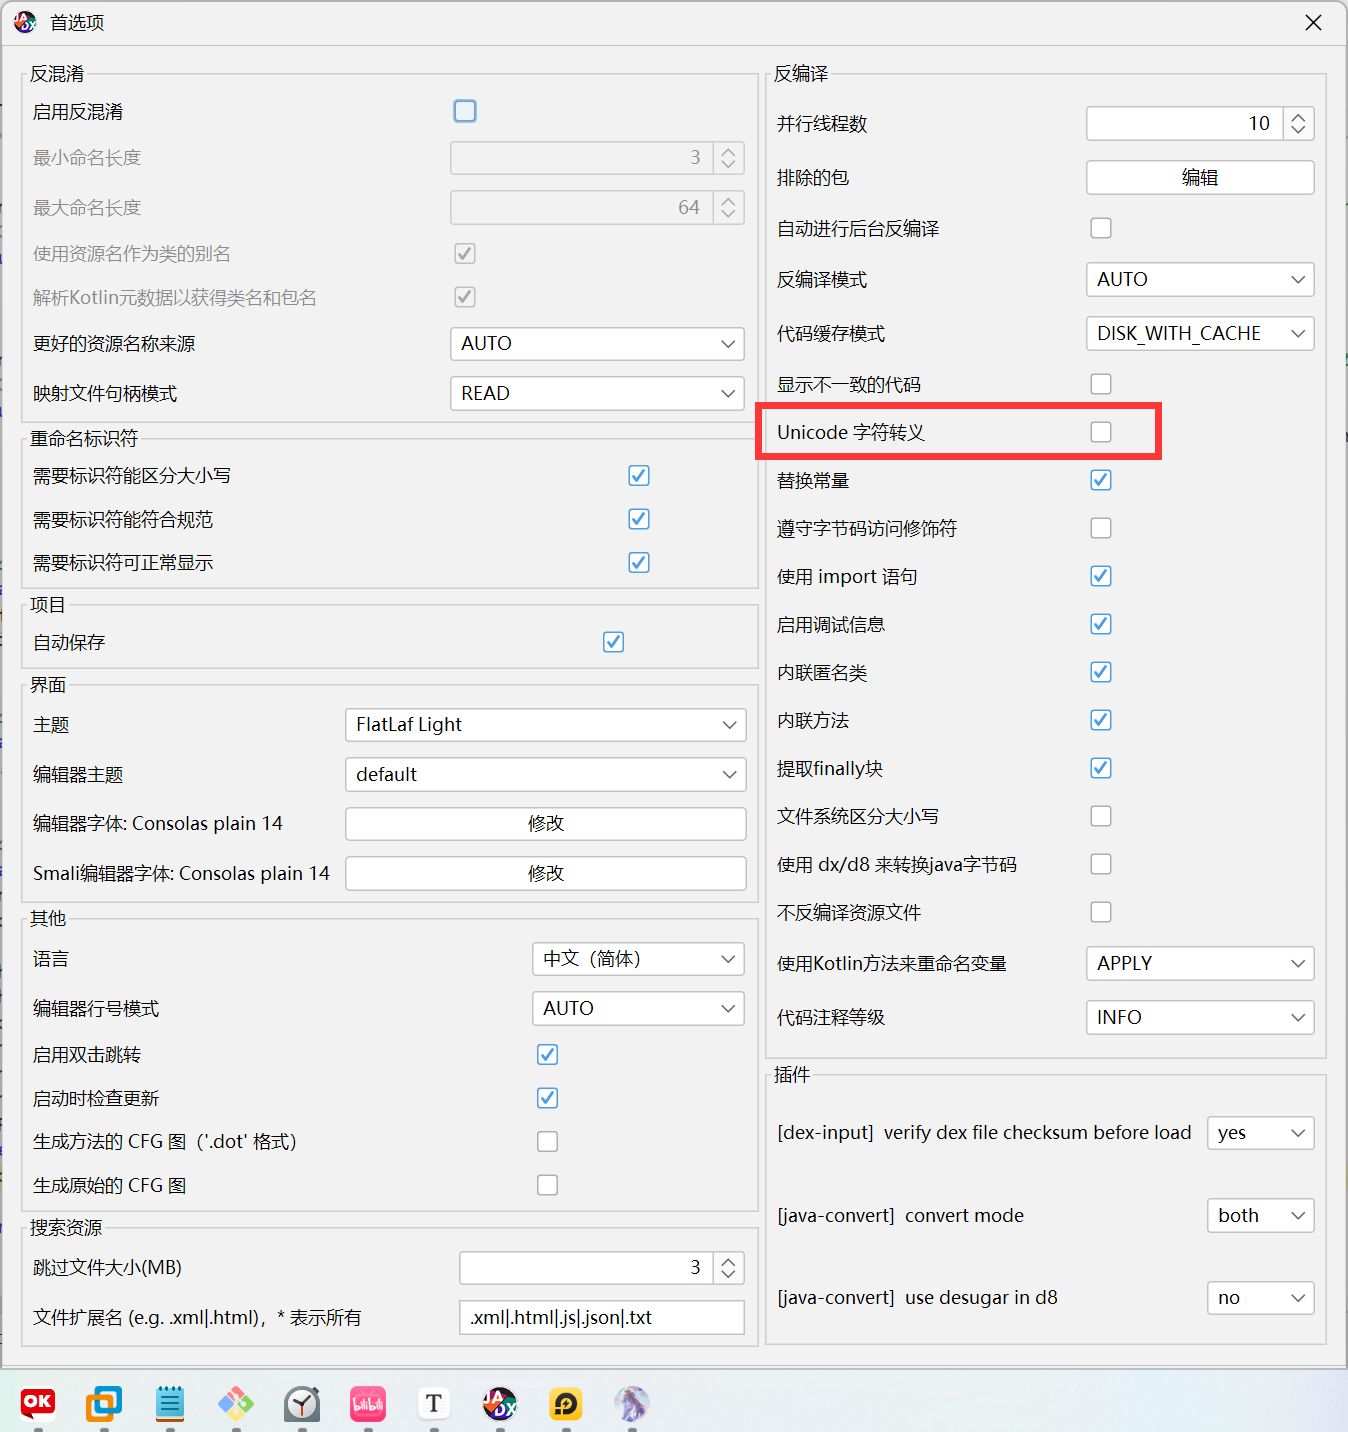 首选项
反混淆
启用反混淆
最小命名长度 3
最大命名长度 64
使用资源名作为类的别名
解析Kotlin元数据以获得类名和包名
更好的资源名称来源 AUTO
映射文件句柄模式 READ
重命名标识符
需要标识符能区分大小写
需要标识符能符合规范
需要标识符可正常显示
项目
自动保存
界面
主题 FlatLaf Light
编辑器主题 default
编辑器字体: Consolas plain 14 修改
Smali编辑器字体: Consolas plain 14 修改
其他
语言 中文（简体）
编辑器行号模式 AUTO
启用双击跳转
启动时检查更新
生成方法的 CFG 图（'.dot' 格式）
生成原始的 CFG 图
搜索资源
跳过文件大小(MB) 3
文件扩展名 (e.g. .xml|.html)，* 表示所有 .xml|.html|.js|.json|.txt
反编译
并行线程数 10
排除的包 编辑
自动进行后台反编译
反编译模式 AUTO
代码缓存模式 DISK_WITH_CACHE
显示不一致的代码
Unicode 字符转义
替换常量
遵守字节码访问修饰符
使用 import 语句
启用调试信息
内联匿名类
内联方法
提取finally块
文件系统区分大小写
使用 dx/d8 来转换java字节码
不反编译资源文件
使用Kotlin方法来重命名变量 APPLY
代码注释等级 INFO
插件
[dex-input] verify dex file checksum before load yes
[java-convert] convert mode both
[java-convert] use desugar in d8 no
OK
bilibili
T
JADX